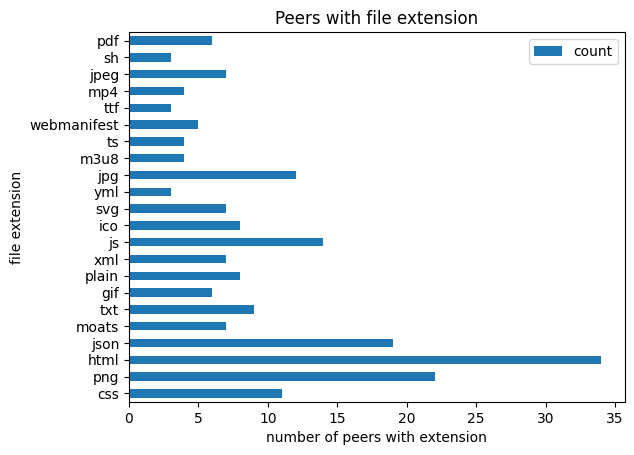 Peers with file extension
count
file extension
pdf
sh
jpeg
mp4
ttf
webmanifest
ts
m3u8
jpg
yml
svg
ico
js
xml
plain
gif
txt
moats
json
html
png
css
0 5 10 15 20 25 30 35
number of peers with extension